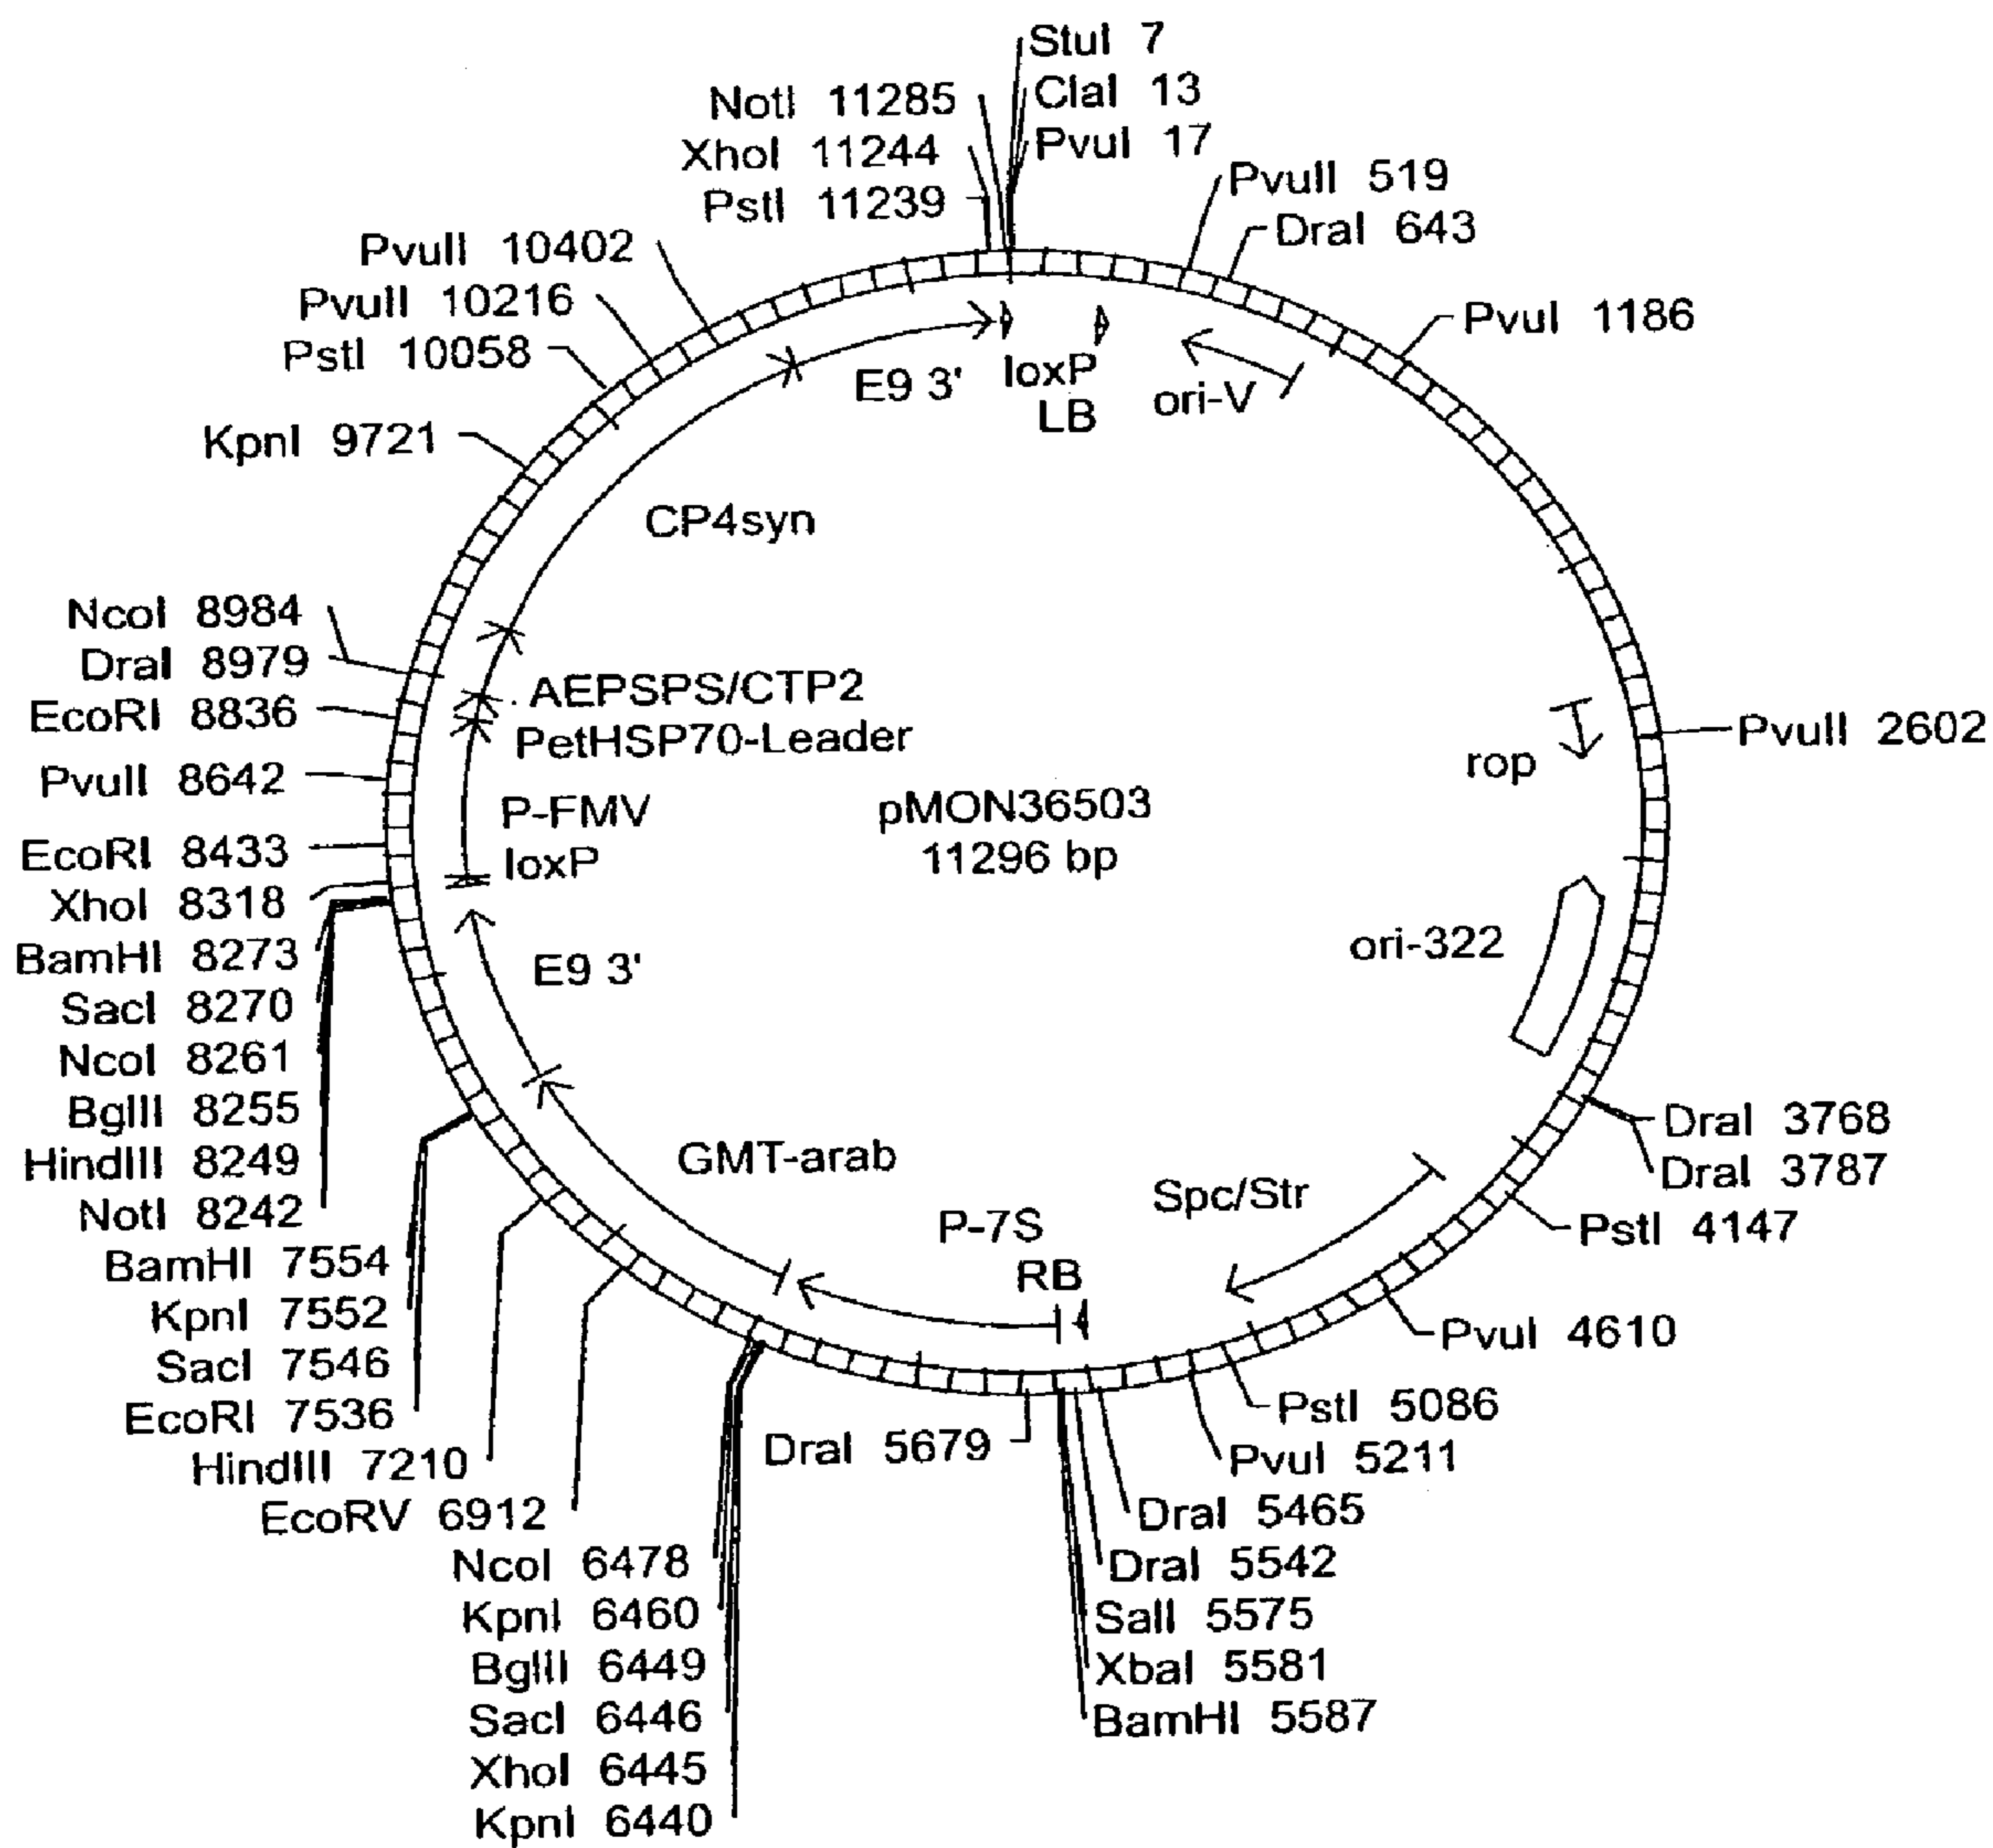 StuI 7
ClaI 13
PvuI 17
PvuII 519
DraI 643
PvuI 1186
PvuII 2602
DraI 3768
DraI 3787
PstI 4147
PvuI 4610
PstI 5086
PvuI 5211
DraI 5465
DraI 5542
SalI 5575
XbaI 5581
BamHI 5587
DraI 5679
KpnI 6440
XhoI 6445
SacI 6446
BglII 6449
KpnI 6460
NcoI 6478
EcoRV 6912
HindIII 7210
EcoRI 7536
SacI 7546
KpnI 7552
BamHI 7554
NotI 8242
HindIII 8249
BglII 8255
NcoI 8261
SacI 8270
BamHI 8273
XhoI 8318
EcoRI 8433
PvuII 8642
EcoRI 8836
DraI 8979
NcoI 8984
KpnI 9721
PstI 10058
PvuII 10216
PvuII 10402
PstI 11239
XhoI 11244
NotI 11285
E9 3'
loxP
LB
ori-V
rop
ori-322
Spc/Str
RB
P-7S
GMT-arab
E9 3'
loxP
P-FMV
PetHSP70-Leader
AEPSPS/CTP2
CP4syn
pMON36503
11296 bp